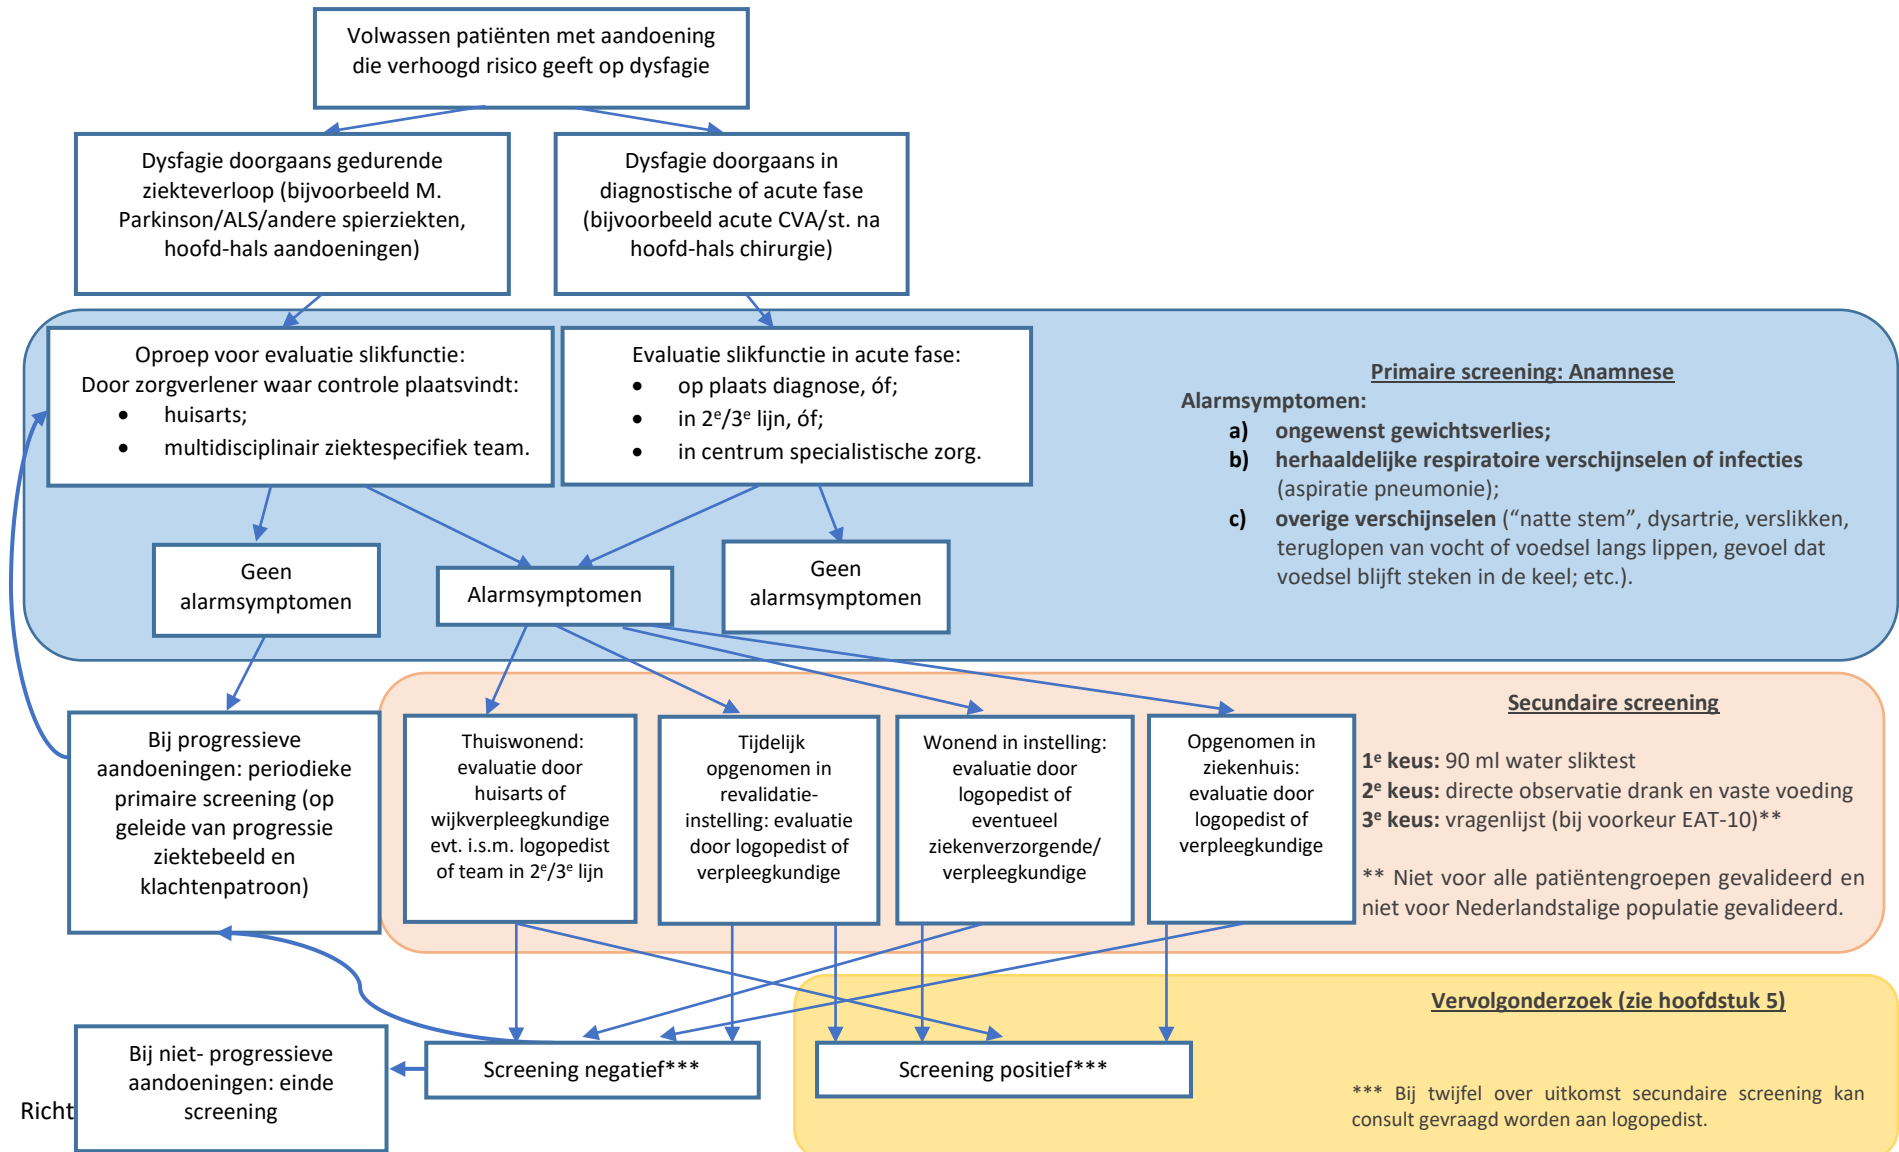 Volwassen patiënten met aandoening
die verhoogd risico geeft op dysfagie
Dysfagie doorgaans gedurende
ziekteverloop (bijvoorbeeld M.
Parkinson/ALS/andere spierziekten,
hoofd-hals aandoeningen)
Dysfagie doorgaans in
diagnostische of acute fase
(bijvoorbeeld acute CVA/st. na
hoofd-hals chirurgie)
Oproep voor evaluatie slikfunctie:
Door zorgverlener waar controle plaatsvindt:
• huisarts;
• multidisciplinair ziektespecifiek team.
Evaluatie slikfunctie in acute fase:
• op plaats diagnose, óf;
• in 2e/3e lijn, óf;
• in centrum specialistische zorg.
Primaire screening: Anamnese
Alarmsymptomen:
a) ongewenst gewichtsverlies;
b) herhaaldelijke respiratoire verschijnselen of infecties
(aspiratie pneumonie);
c) overige verschijnselen (“natte stem”, dysartrie, verslikken,
teruglopen van vocht of voedsel langs lippen, gevoel dat
voedsel blijft steken in de keel; etc.).
Geen
alarmsymptomen
Alarmsymptomen
Geen
alarmsymptomen
Bij progressieve
aandoeningen: periodieke
primaire screening (op
geleide van progressie
ziektebeeld en
klachtenpatroon)
Thuiswonend:
evaluatie door
huisarts of
wijkverpleegkundige
evt. i.s.m. logopedist
of team in 2e/3e lijn
Tijdelijk
opgenomen in
revalidatie-
instelling: evaluatie
door logopedist of
verpleegkundige
Wonend in instelling:
evaluatie door
logopedist of
eventueel
ziekenverzorgende/
verpleegkundige
Opgenomen in
ziekenhuis:
evaluatie door
logopedist of
verpleegkundige
Secundaire screening
1e keus: 90 ml water sliktest
2e keus: directe observatie drank en vaste voeding
3e keus: vragenlijst (bij voorkeur EAT-10)**
** Niet voor alle patiëntengroepen gevalideerd en
niet voor Nederlandstalige populatie gevalideerd.
Bij niet- progressieve
aandoeningen: einde
screening
Screening negatief***
Screening positief***
Vervolgonderzoek (zie hoofdstuk 5)
*** Bij twijfel over uitkomst secundaire screening kan
consult gevraagd worden aan logopedist.
Richt